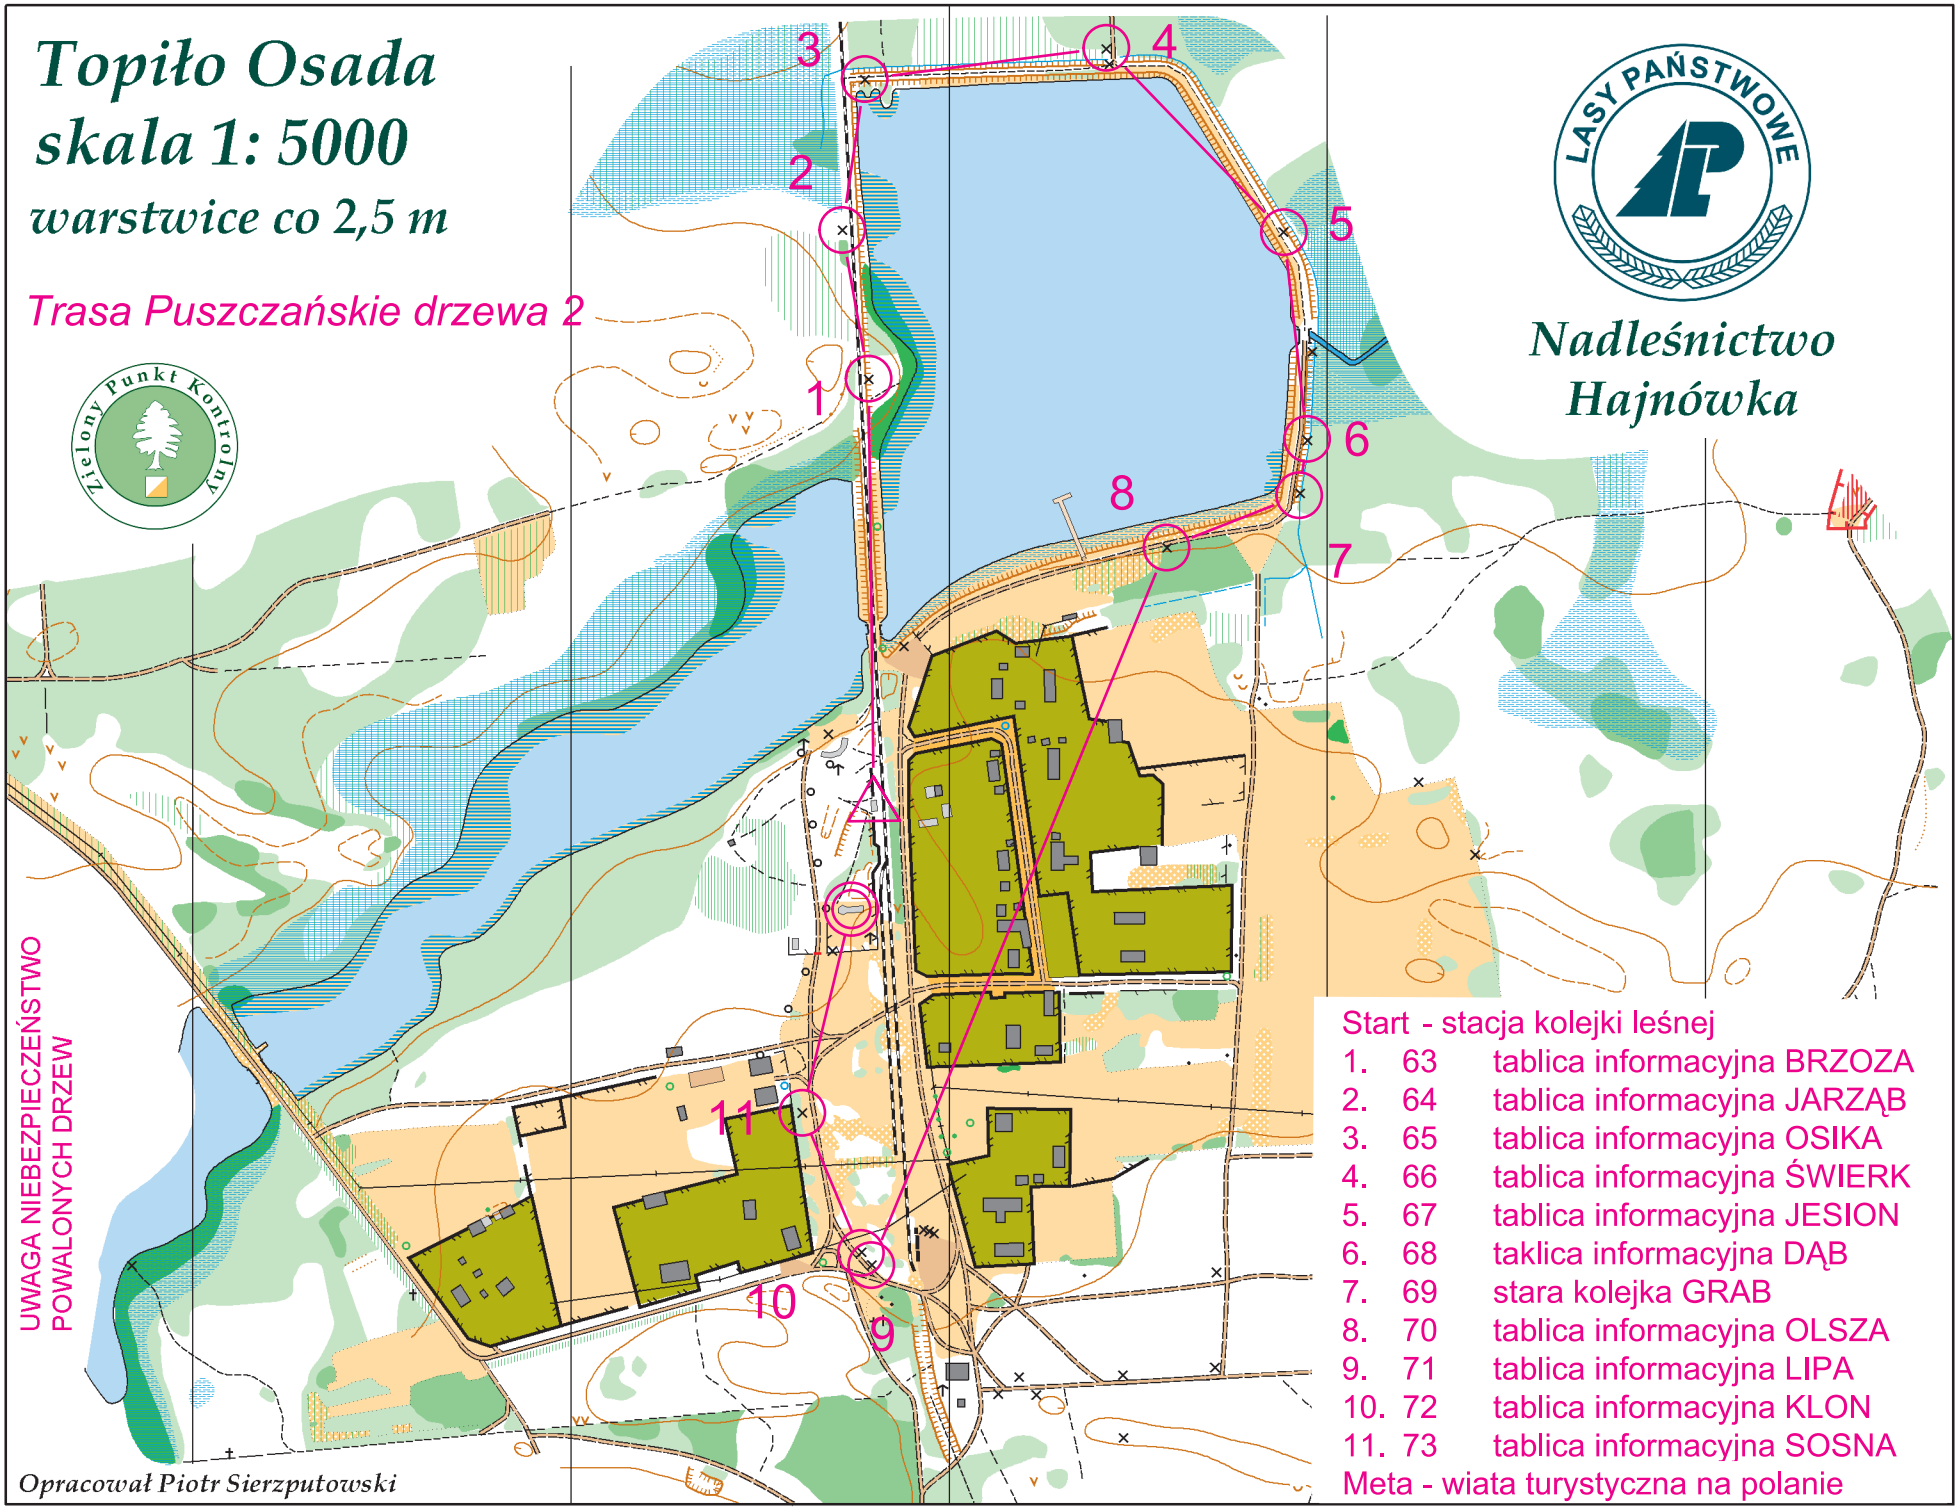 Topiło Osada
skala 1: 5000
warstwice co 2,5 m
Trasa Puszczańskie drzewa 2
Zielony Punkt Kontrolny
LASY PAŃSTWOWE
Nadleśnictwo
Hajnówka
3
4
2
5
1
6
8
7
11
10
9
UWAGA NIEBEZPIECZEŃSTWO
POWALONYCH DRZEW
Start - stacja kolejki leśnej
1. 63 tablica informacyjna BRZOZA
2. 64 tablica informacyjna JARZĄB
3. 65 tablica informacyjna OSIKA
4. 66 tablica informacyjna ŚWIERK
5. 67 tablica informacyjna JESION
6. 68 taklica informacyjna DĄB
7. 69 stara kolejka GRAB
8. 70 tablica informacyjna OLSZA
9. 71 tablica informacyjna LIPA
10. 72 tablica informacyjna KLON
11. 73 tablica informacyjna SOSNA
Meta - wiata turystyczna na polanie
Opracował Piotr Sierzputowski